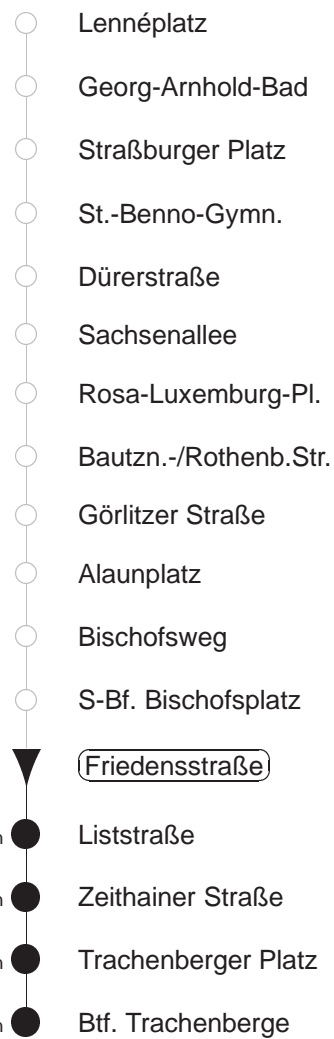 Lennéplatz
Georg-Arnhold-Bad
Straßburger Platz
St.-Benno-Gymn.
Dürerstraße
Sachsenallee
Rosa-Luxemburg-Pl.
Bautzn.-/Rothenb.Str.
Görlitzer Straße
Alaunplatz
Bischofsweg
S-Bf. Bischofsplatz
Friedensstraße
Liststraße
Zeithainer Straße
Trachenberger Platz
Btf. Trachenberge